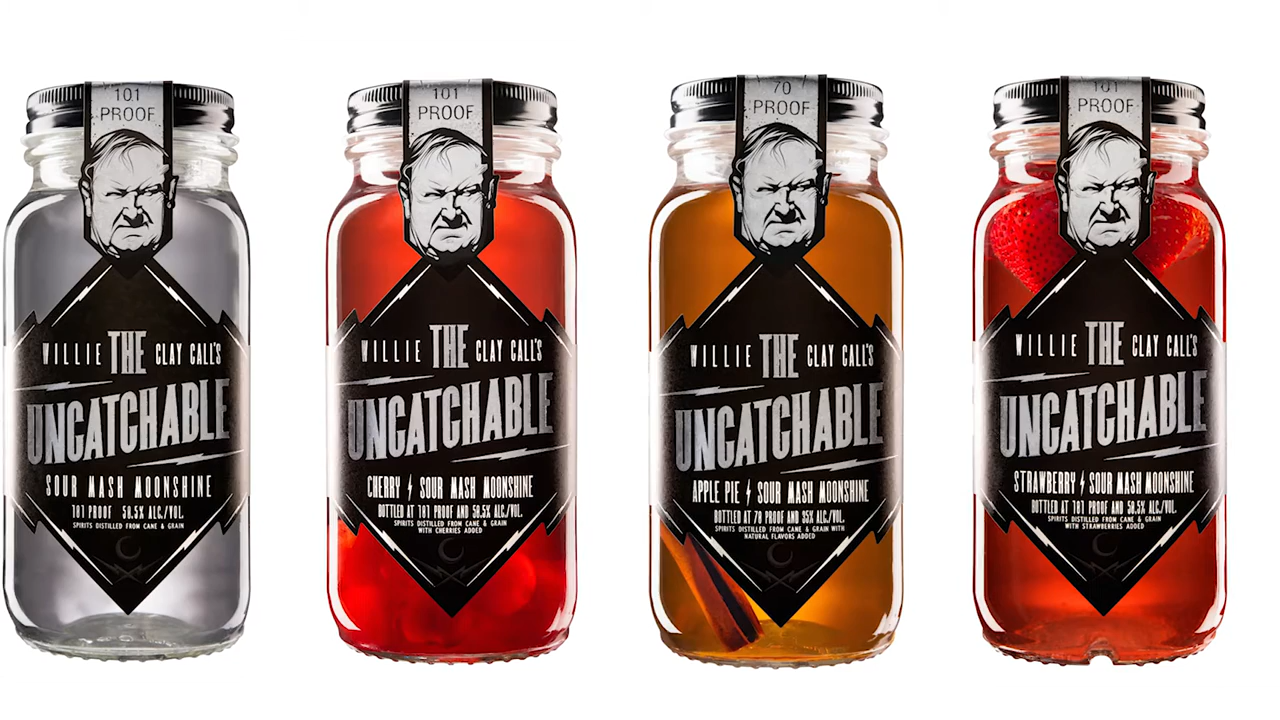 101
PROOF
WILLIE THE CLAY CALL'S
UNCATCHABLE
SOUR MASH MOONSHINE
101 PROOF 50.5% ALC./VOL.
SPIRITS DISTILLED FROM CANE & GRAIN
101
PROOF
WILLIE THE CLAY CALL'S
UNCATCHABLE
CHERRY SOUR MASH MOONSHINE
BOTTLED AT 101 PROOF AND 50.5% ALC./VOL.
SPIRITS DISTILLED FROM CANE & GRAIN
WITH CHERRIES ADDED
70
PROOF
WILLIE THE CLAY CALL'S
UNCATCHABLE
APPLE PIE SOUR MASH MOONSHINE
BOTTLED AT 70 PROOF AND 35% ALC./VOL.
SPIRITS DISTILLED FROM CANE & GRAIN WITH
NATURAL FLAVORS ADDED
101
PROOF
WILLIE THE CLAY CALL'S
UNCATCHABLE
STRAWBERRY SOUR MASH MOONSHINE
BOTTLED AT 101 PROOF AND 50.5% ALC./VOL.
SPIRITS DISTILLED FROM CANE & GRAIN
WITH STRAWBERRIES ADDED